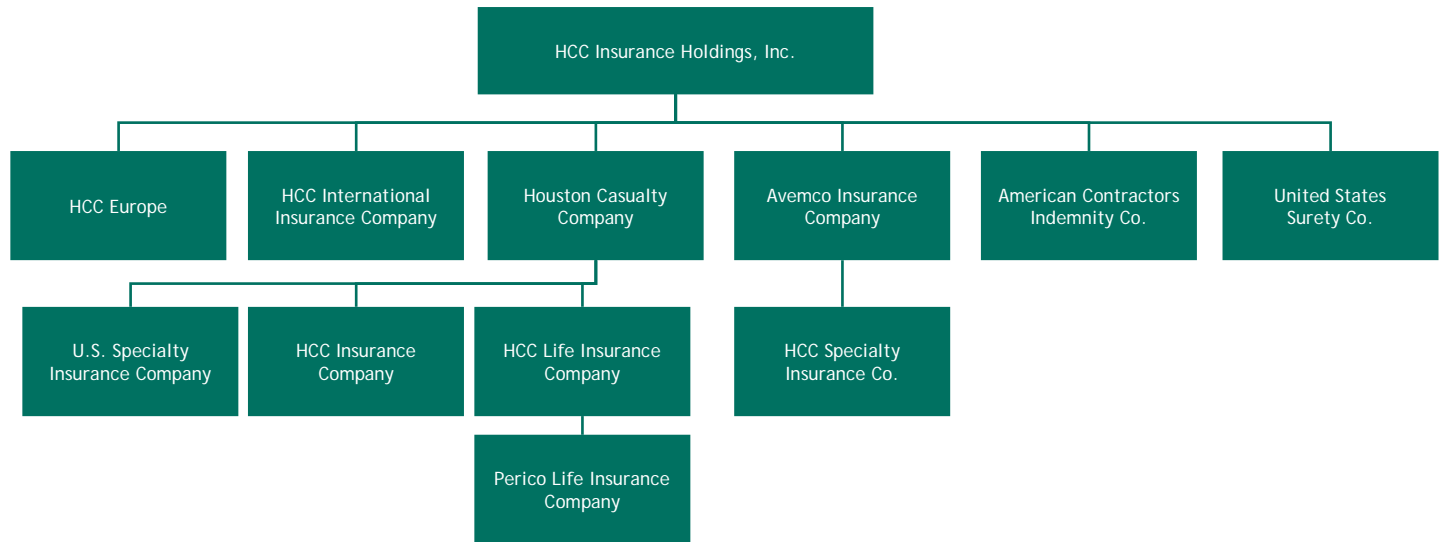 HCC Insurance Holdings, Inc.
HCC Europe
HCC International
Insurance Company
Houston Casualty
Company
Avemco Insurance
Company
American Contractors
Indemnity Co.
United States
Surety Co.
U.S. Specialty
Insurance Company
HCC Insurance
Company
HCC Life Insurance
Company
HCC Specialty
Insurance Co.
Perico Life Insurance
Company